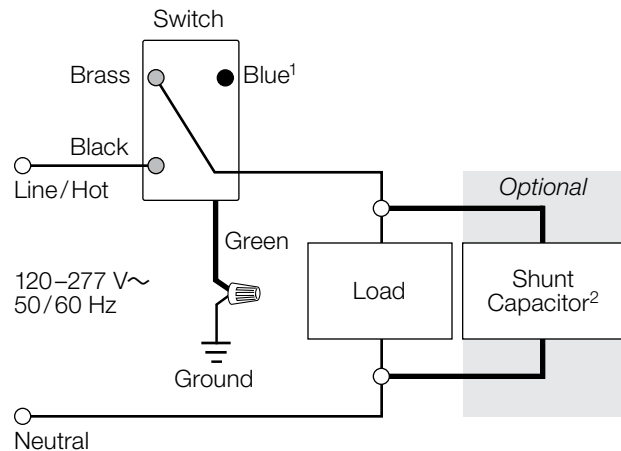 Switch
Brass
Blue¹
Black
Line/Hot
Optional
Green
120–277 V~
50/60 Hz
Load
Shunt
Capacitor²
Ground
Neutral